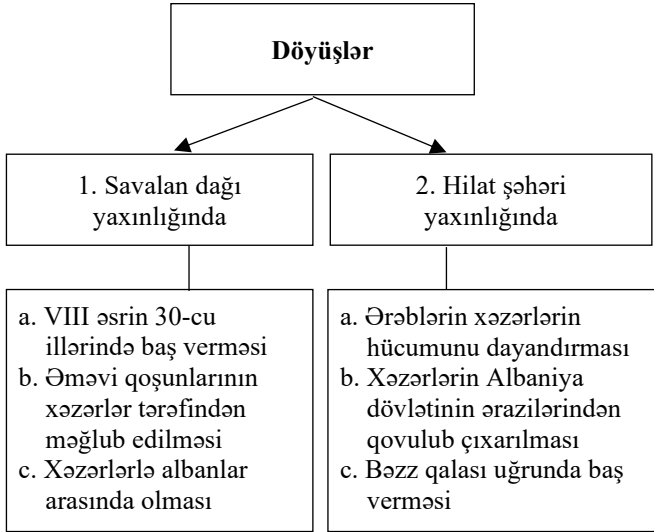 Döyüşlər
1. Savalan dağı
yaxınlığında
2. Hilat şəhəri
yaxınlığında
a. VIII əsrin 30-cu
illərində baş verməsi
b. Əməvi qoşunlarının
xəzərlər tərəfindən
məğlub edilməsi
c. Xəzərlərlə albanlar
arasında olması
a. Ərəblərin xəzərlərin
hücumunu dayandırması
b. Xəzərlərin Albaniya
dövlətinin ərazilərindən
qovulub çıxarılması
c. Bəzz qalası uğrunda baş
verməsi